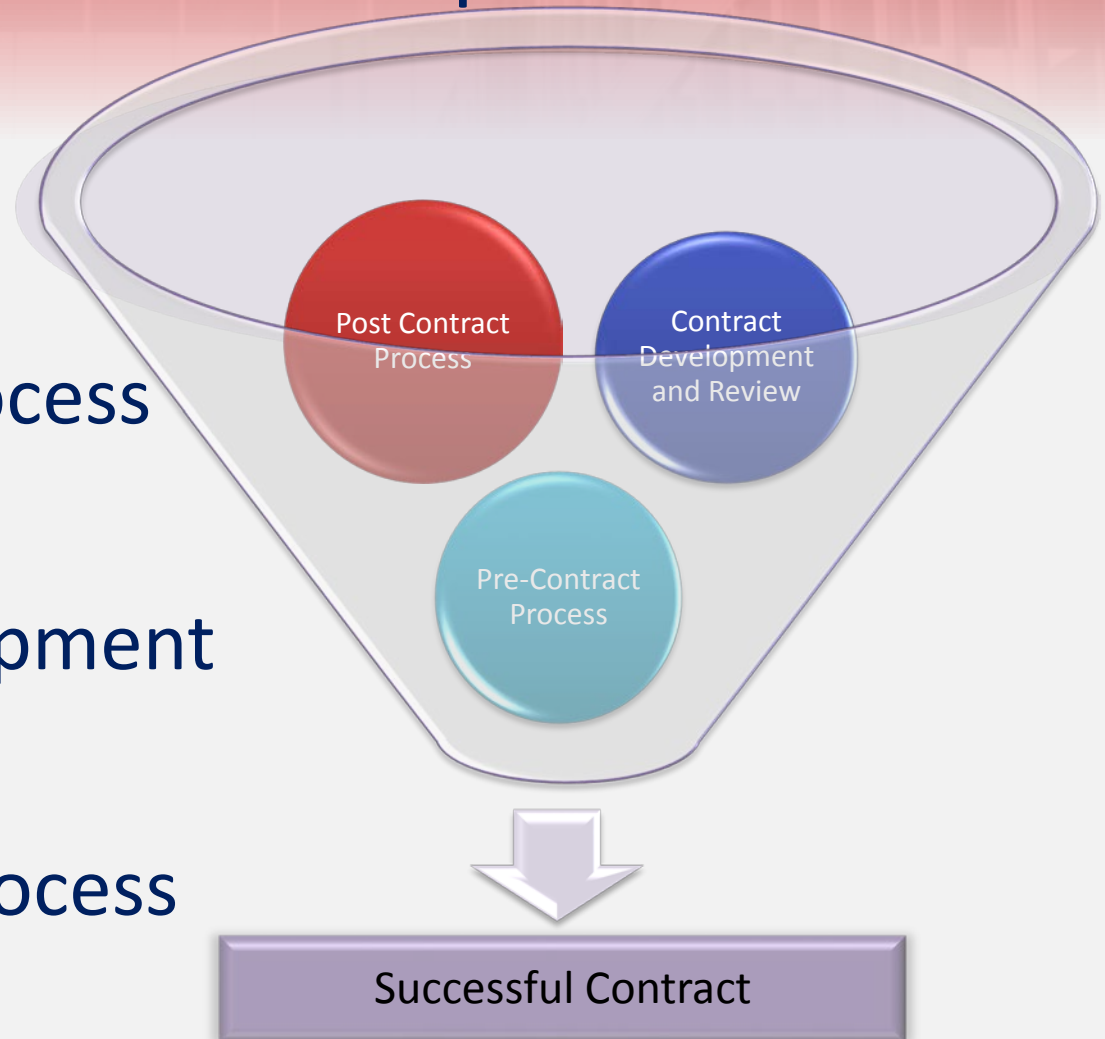 Post Contract
Process
Contract
Development
and Review
ocess
Pre-Contract
Process
pment
ocess
Successful Contract